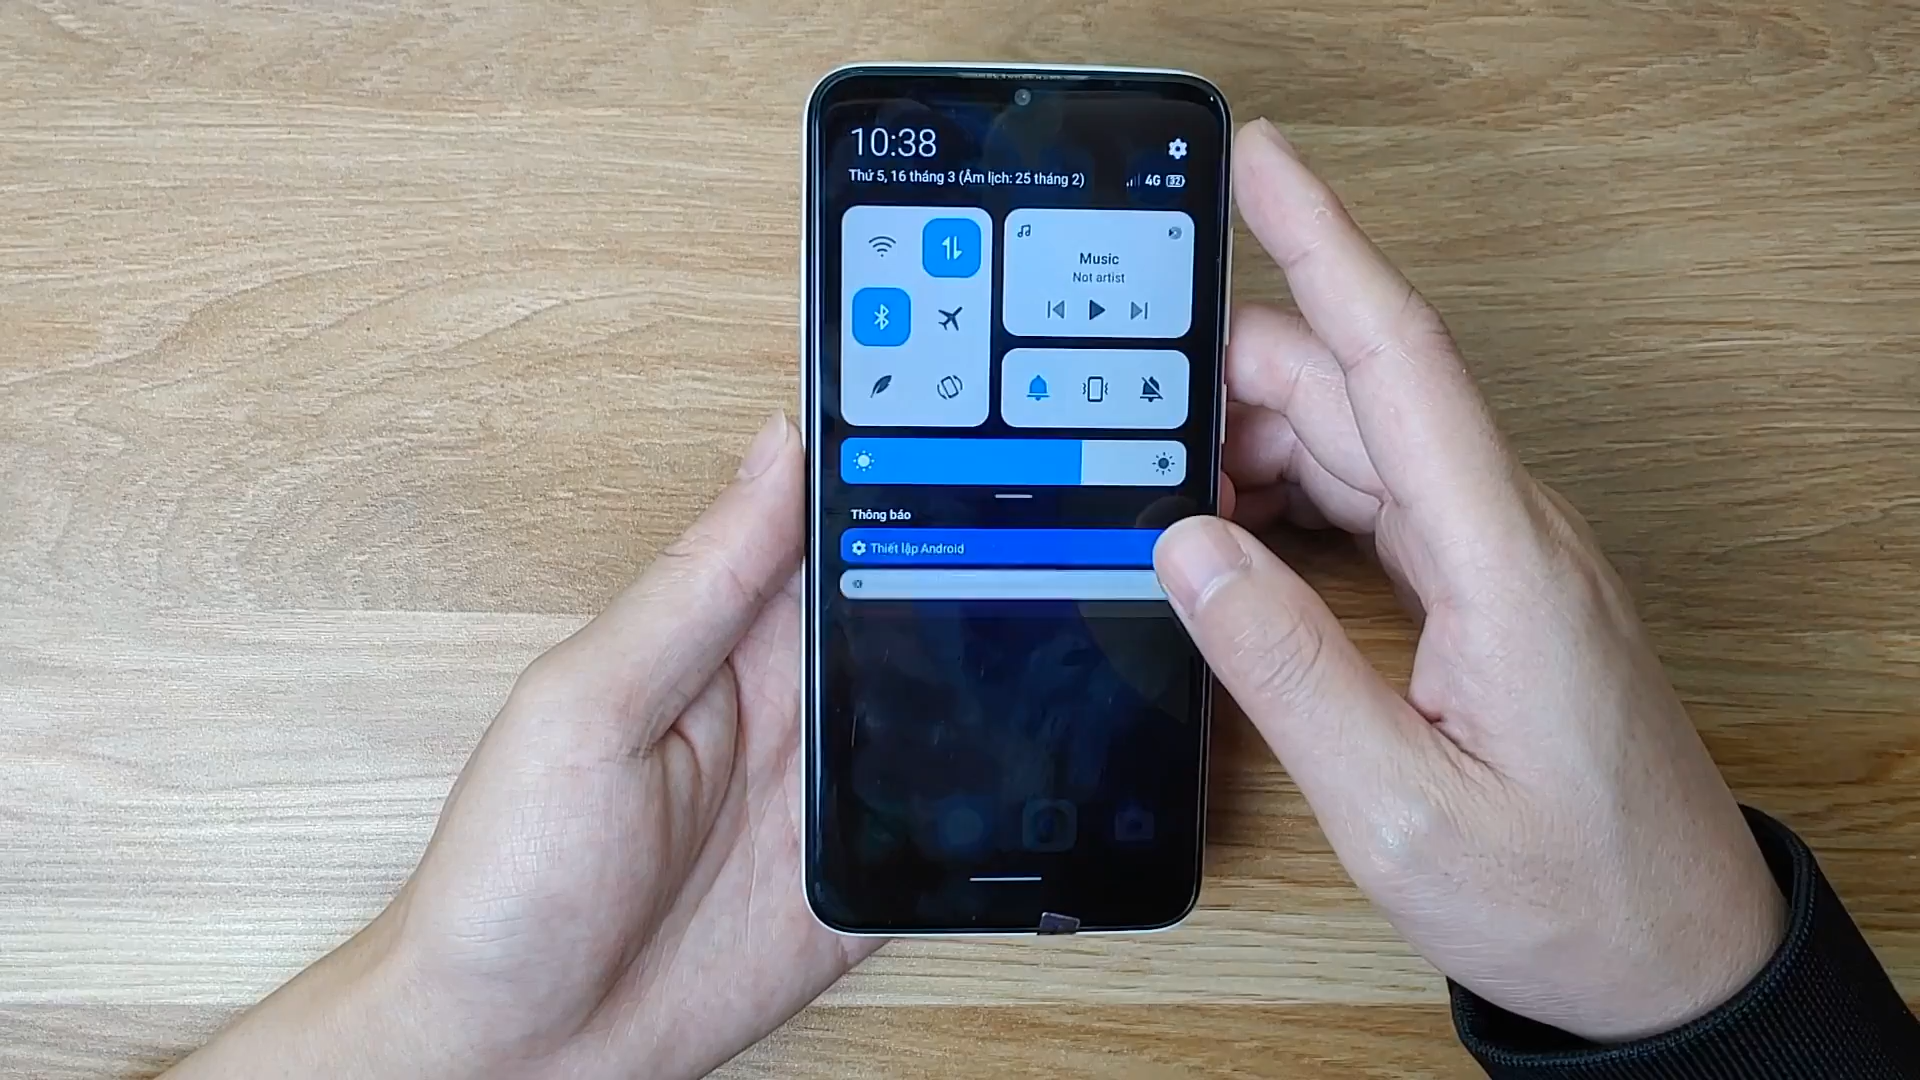 10:38
Thứ 5, 16 tháng 3 (Âm lịch: 25 tháng 2)
4G 32
Music
Not artist
Thông báo
Thiết lập Android